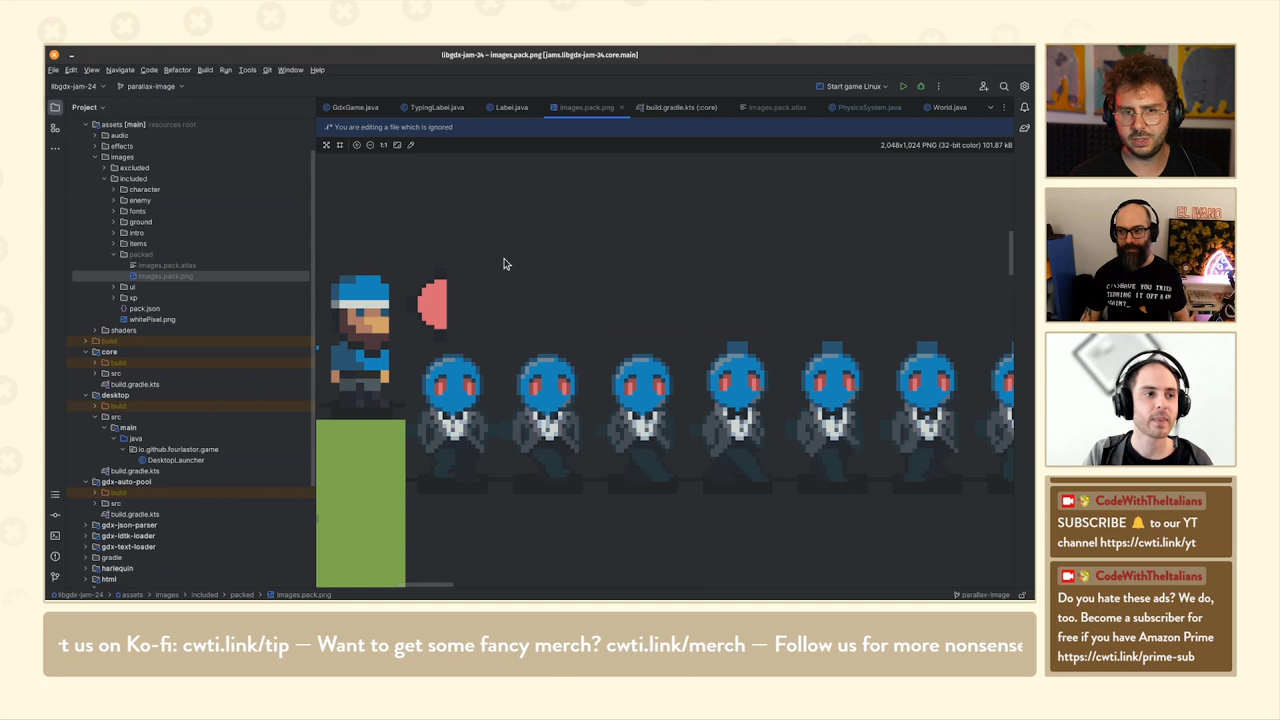 libgdx-jam-24 – images.pack.png [jams.libgdx-jam-24.core.main]
File Edit View Navigate Code Refactor Build Run Tools Git Window Help
libgdx-jam-24 parallax-image Start game Linux
Project
GdxGame.java TypingLabel.java Label.java images.pack.png build.gradle.kts (:core) images.pack.atlas PhysicsSystem.java World.java
assets [main] resources root
audio
effects
images
excluded
included
character
enemy
fonts
ground
intro
items
packed
images.pack.atlas
images.pack.png
ui
xp
pack.json
whitePixel.png
shaders
build
core
build
src
build.gradle.kts
desktop
build
src
main
java
io.github.fourlastor.game
DesktopLauncher
build.gradle.kts
gdx-auto-pool
build
src
build.gradle.kts
gdx-json-parser
gdx-ldtk-loader
gdx-text-loader
gradle
harlequin
html
You are editing a file which is ignored
1:1 2,048x1,024 PNG (32-bit color) 101.87 kB
libgdx-jam-24 assets images included packed images.pack.png parallax-image
EL IVANO
HAVE YOU TRIED
TURNING IT OFF &
AGAIN?
CodeWithTheItalians
SUBSCRIBE 🔔 to our YT
channel https://cwti.link/yt
CodeWithTheItalians
Do you hate these ads? We do,
too. Become a subscriber for
free if you have Amazon Prime
https://cwti.link/prime-sub
t us on Ko-fi: cwti.link/tip — Want to get some fancy merch? cwti.link/merch — Follow us for more nonsense